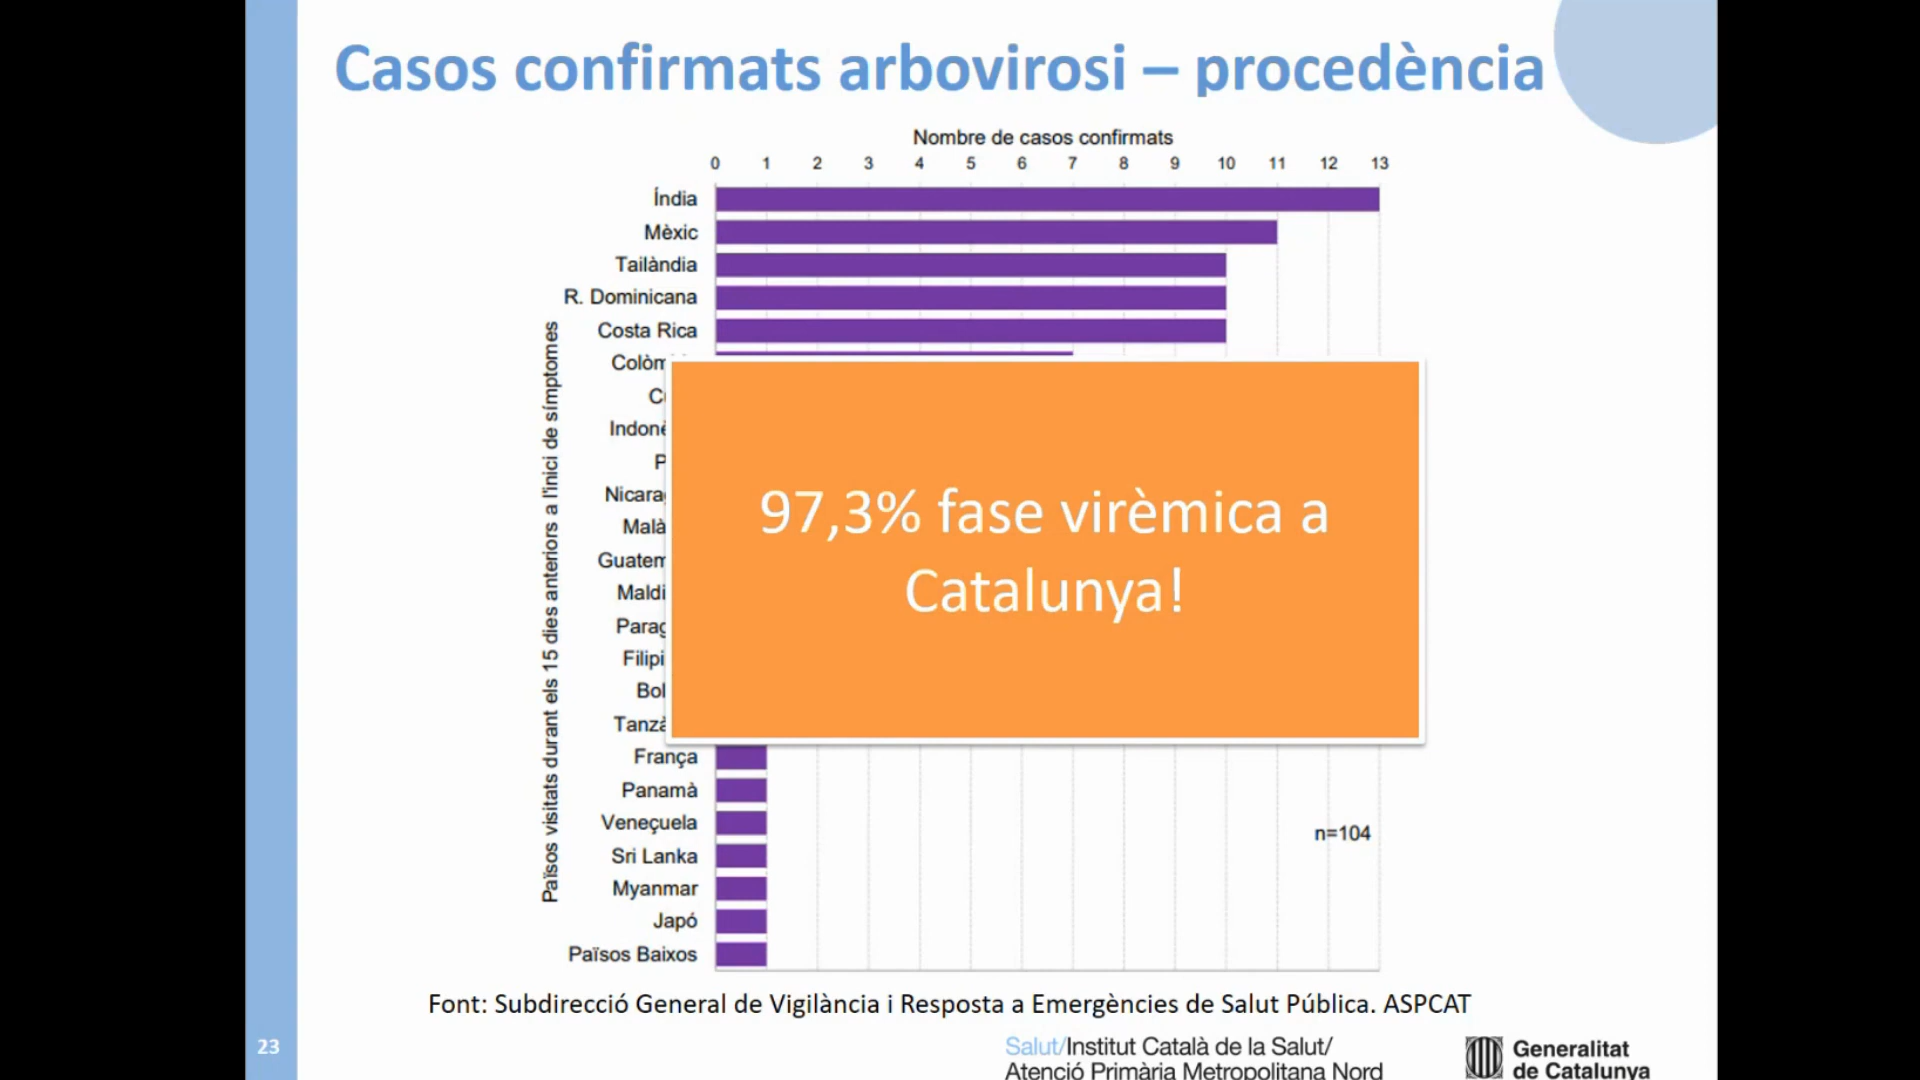 Casos confirmats arbovirosi – procedència
Nombre de casos confirmats
0 1 2 3 4 5 6 7 8 9 10 11 12 13
Països visitats durant els 15 dies anteriors a l'inici de símptomes
Índia
Mèxic
Tailàndia
R. Dominicana
Costa Rica
França
Panamà
Veneçuela
Sri Lanka
Myanmar
Japó
Països Baixos
97,3% fase virèmica a
Catalunya!
n=104
Font: Subdirecció General de Vigilància i Resposta a Emergències de Salut Pública. ASPCAT
23
Salut/Institut Català de la Salut/
Atenció Primària Metropolitana Nord
Generalitat
de Catalunya